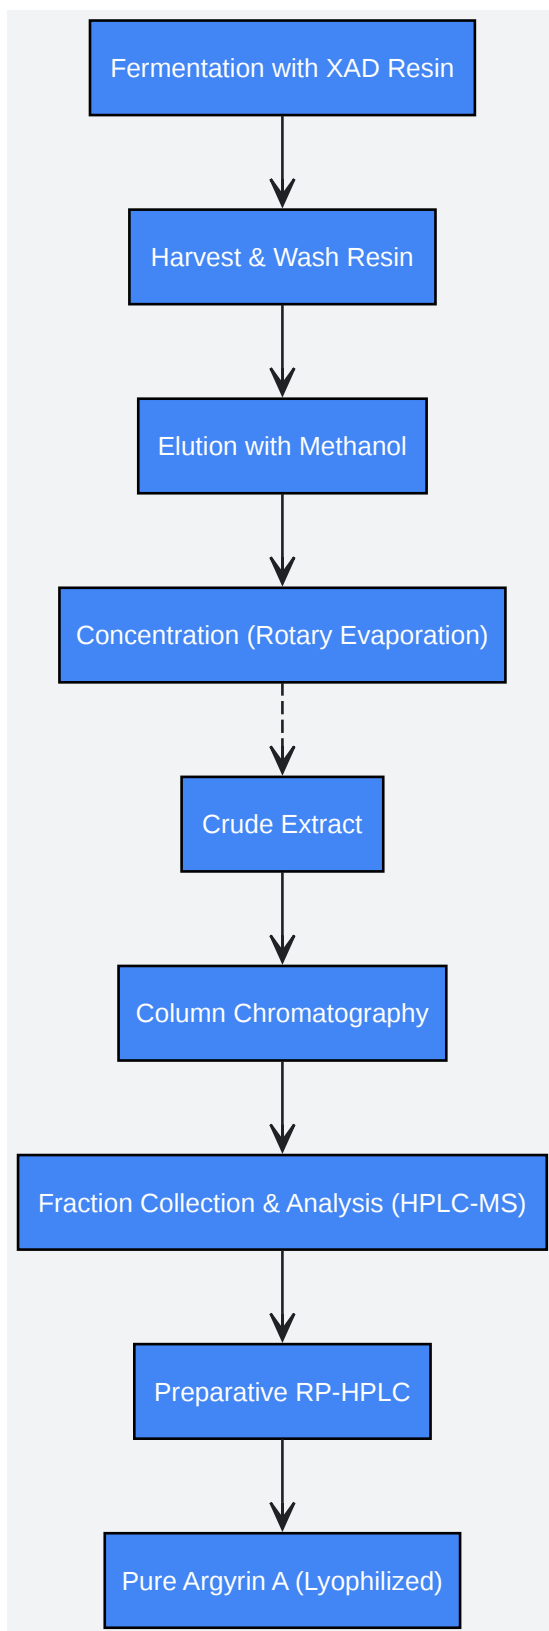 Fermentation with XAD Resin
Harvest & Wash Resin
Elution with Methanol
Concentration (Rotary Evaporation)
Crude Extract
Column Chromatography
Fraction Collection & Analysis (HPLC-MS)
Preparative RP-HPLC
Pure Argyrin A (Lyophilized)